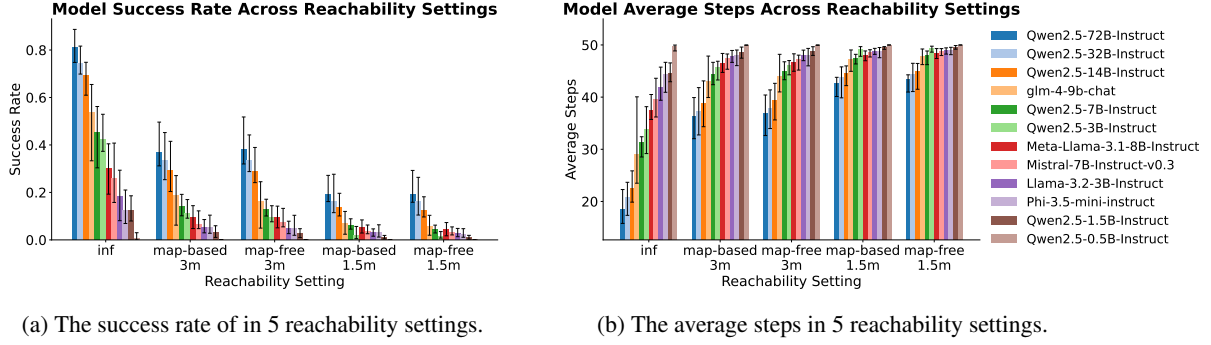 Model Success Rate Across Reachability Settings
Success Rate
0.8
0.6
0.4
0.2
0.0
inf
map-based
3m
map-free
3m
map-based
1.5m
map-free
1.5m
Reachability Setting
(a) The success rate of in 5 reachability settings.
Model Average Steps Across Reachability Settings
Average Steps
50
40
30
20
inf
map-based
3m
map-free
3m
map-based
1.5m
map-free
1.5m
Reachability Setting
Qwen2.5-72B-Instruct
Qwen2.5-32B-Instruct
Qwen2.5-14B-Instruct
glm-4-9b-chat
Qwen2.5-7B-Instruct
Qwen2.5-3B-Instruct
Meta-Llama-3.1-8B-Instruct
Mistral-7B-Instruct-v0.3
Llama-3.2-3B-Instruct
Phi-3.5-mini-instruct
Qwen2.5-1.5B-Instruct
Qwen2.5-0.5B-Instruct
(b) The average steps in 5 reachability settings.